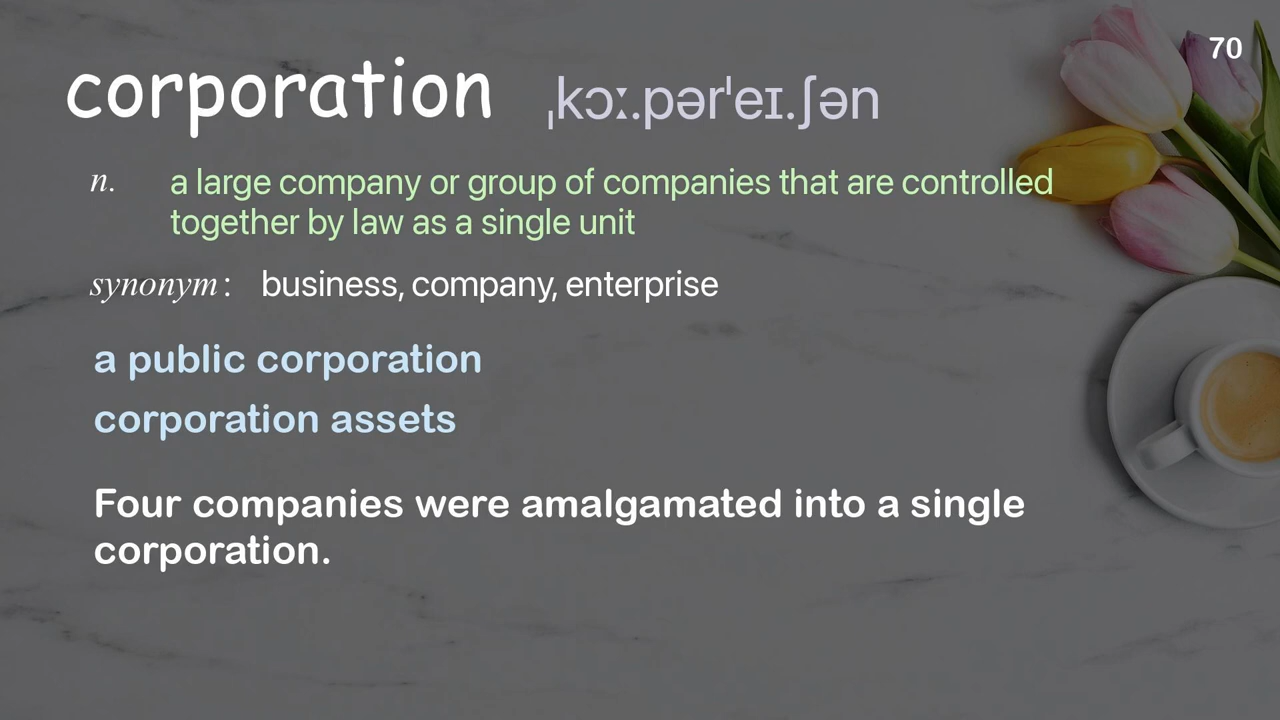 70
corporation ˌkɔː.pərˈeɪ.ʃən
n. a large company or group of companies that are controlled
together by law as a single unit
synonym: business, company, enterprise
a public corporation
corporation assets
Four companies were amalgamated into a single
corporation.